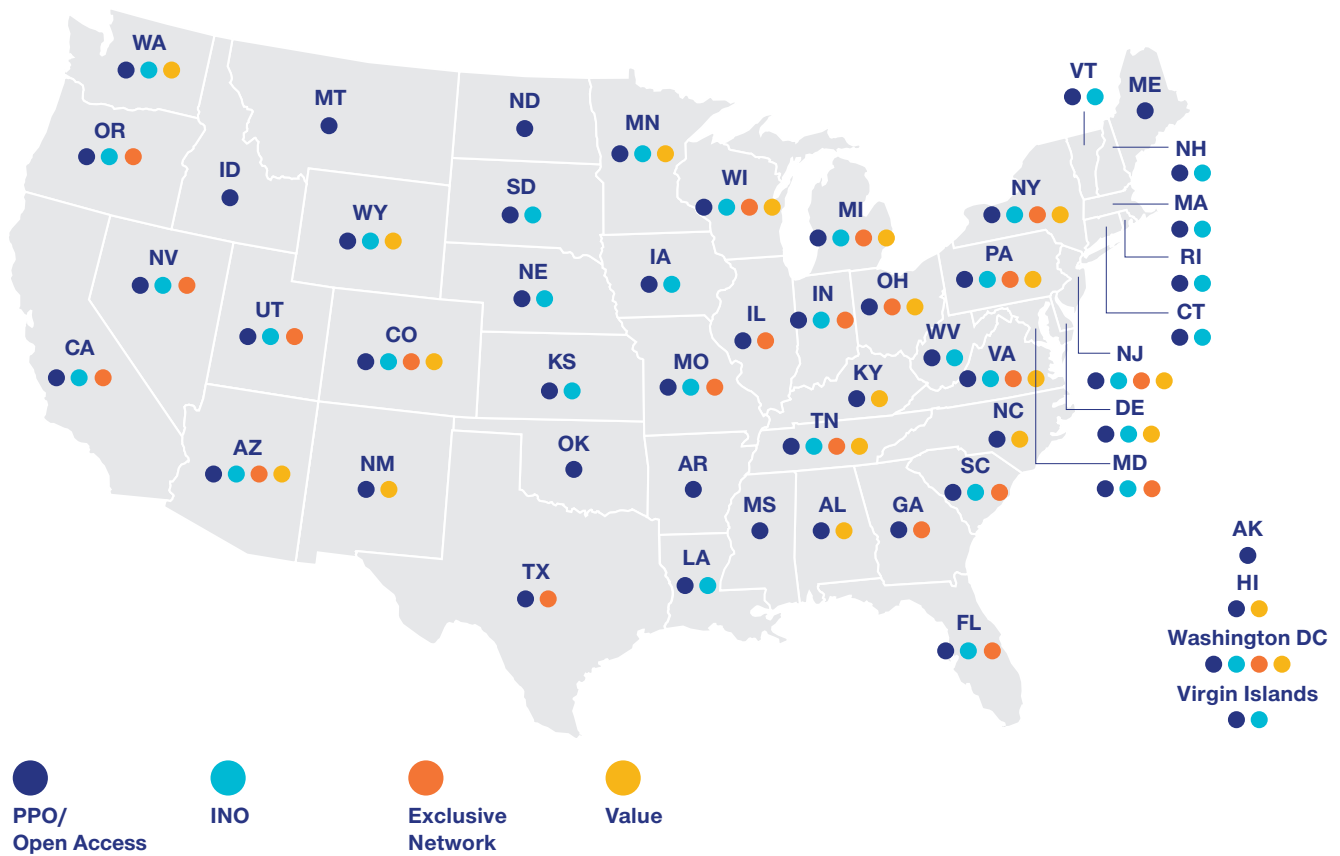 WA
MT
ND
MN
VT
ME
OR
ID
SD
WI
NH
WY
MI
NY
MA
NV
NE
IA
PA
RI
UT
CO
IL
IN
OH
CT
CA
KS
MO
WV
VA
NJ
KY
AZ
NM
OK
AR
TN
NC
DE
SC
MD
MS
AL
GA
AK
TX
LA
HI
FL
Washington DC
Virgin Islands
PPO/
Open Access
INO
Exclusive
Network
Value